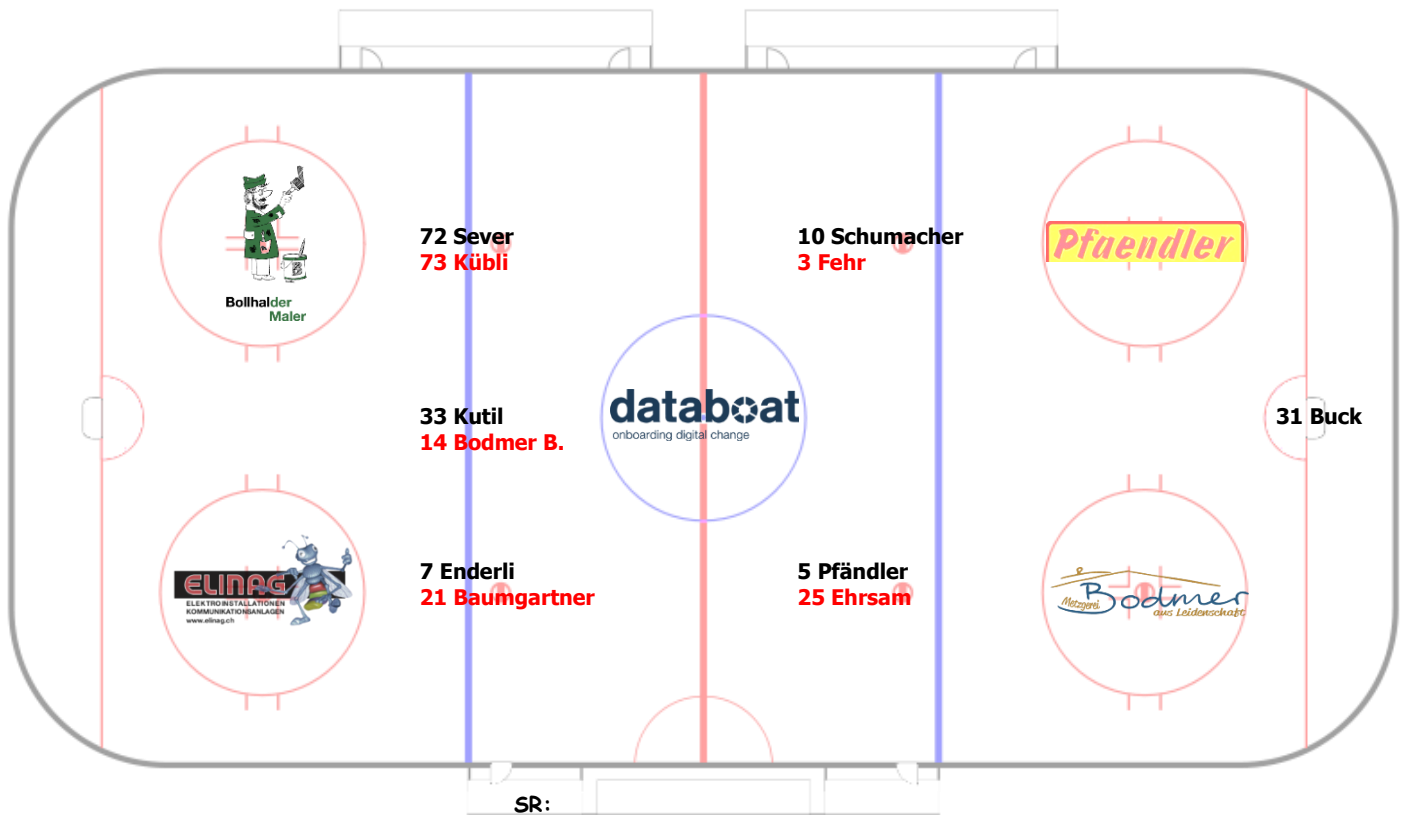 72 Sever
73 Kübli
10 Schumacher
3 Fehr
Pfaendler
Bollhalder
Maler
databoat
onboarding digital change
33 Kutil
14 Bodmer B.
31 Buck
ELINAG
ELEKTROINSTALLATIONEN
KOMMUNIKATIONSANLAGEN
www.elinag.ch
7 Enderli
21 Baumgartner
5 Pfändler
25 Ehrsam
Metzgerei
Bodmer
aus Leidenschaft
SR: